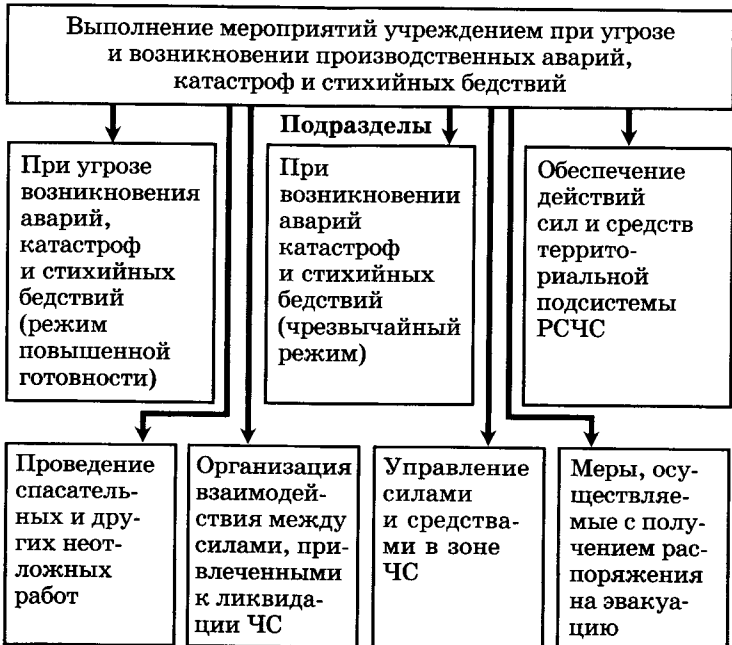 Выполнение мероприятий учреждением при угрозе
и возникновении производственных аварий,
катастроф и стихийных бедствий
Подразделы
При угрозе
возникновения
аварий,
катастроф
и стихийных
бедствий
(режим
повышенной
готовности)
При
возникновении
аварий
катастроф
и стихийных
бедствий
(чрезвычайный
режим)
Обеспечение
действий
сил и средств
террито-
риальной
подсистемы
РСЧС
Проведение
спасатель-
ных и дру-
гих неот-
ложных
работ
Организация
взаимодей-
ствия между
силами, при-
влеченными
к ликвида-
ции ЧС
Управление
силами
и средства-
ми в зоне
ЧС
Меры, осу-
ществляе-
мые с полу-
чением рас-
поряжения
на эвакуа-
цию